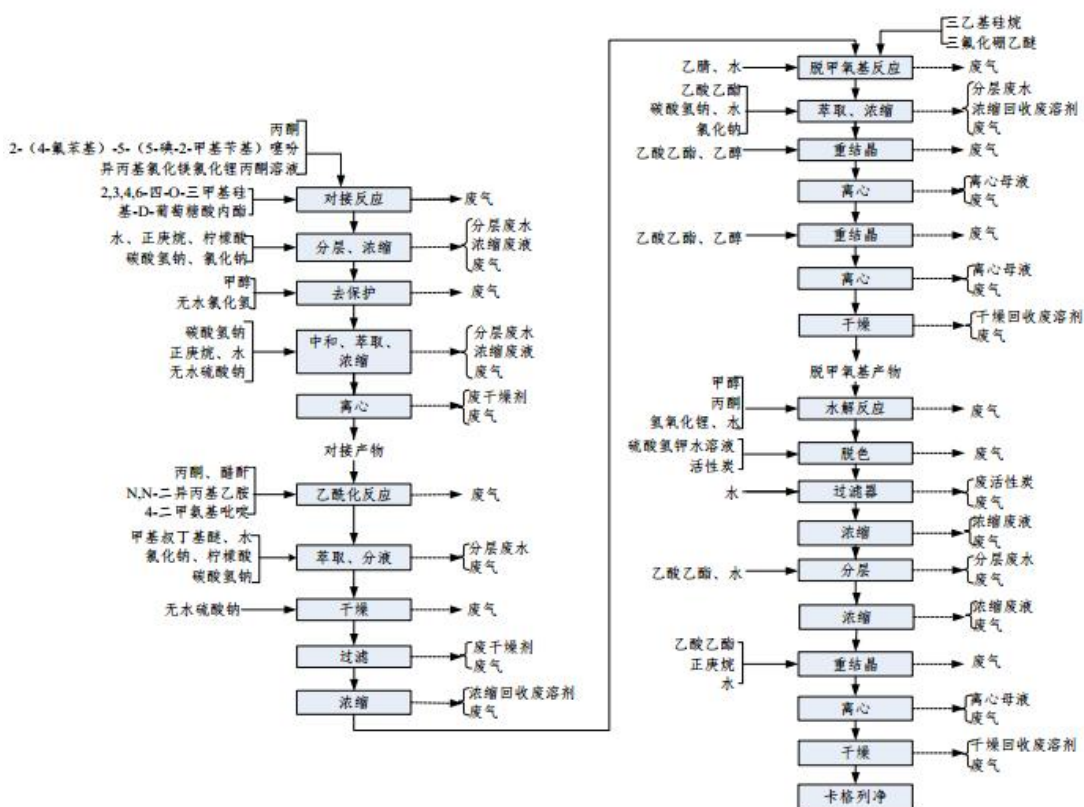 丙酮
2-（4-氟苯基）-5-（5-碘-2-甲基苄基）噻吩
异丙基氯化镁氯化锂丙酮溶液
2,3,4,6-四-O-三甲基硅
基-D-葡萄糖酸内酯
对接反应
废气
水、正庚烷、柠檬酸
碳酸氢钠、氯化钠
分层、浓缩
分层废水
浓缩废液
废气
甲醇
无水氯化氢
去保护
废气
碳酸氢钠
正庚烷、水
无水硫酸钠
中和、萃取、
浓缩
分层废水
浓缩废液
废气
离心
废干燥剂
废气
对接产物
丙酮、醋酐
N,N-二异丙基乙胺
4-二甲氨基吡啶
乙酰化反应
废气
甲基叔丁基醚、水
氯化钠、柠檬酸
碳酸氢钠
萃取、分液
分层废水
废气
无水硫酸钠
干燥
废气
过滤
废干燥剂
废气
浓缩
浓缩回收废溶剂
废气
三乙基硅烷
三氟化硼乙醚
乙腈、水
脱甲氧基反应
废气
乙酸乙酯
碳酸氢钠、水
氯化钠
萃取、浓缩
分层废水
浓缩回收废溶剂
废气
乙酸乙酯、乙醇
重结晶
废气
离心
离心母液
废气
乙酸乙酯、乙醇
重结晶
废气
离心
离心母液
废气
干燥
干燥回收废溶剂
废气
脱甲氧基产物
甲醇
丙酮
氢氧化锂、水
水解反应
废气
硫酸氢钾水溶液
活性炭
脱色
废气
水
过滤器
废活性炭
废气
浓缩
浓缩废液
废气
乙酸乙酯、水
分层
分层废水
废气
浓缩
浓缩废液
废气
乙酸乙酯
正庚烷
水
重结晶
废气
离心
离心母液
废气
干燥
干燥回收废溶剂
废气
卡格列净